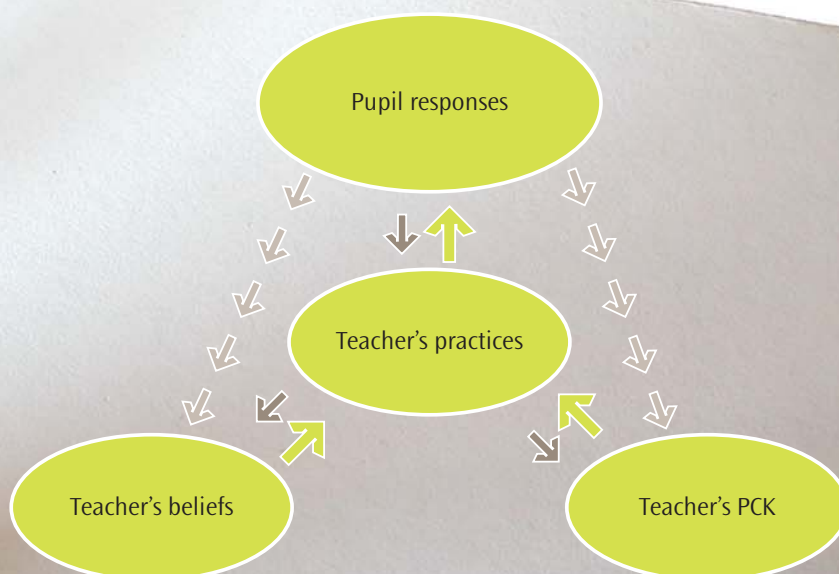 Pupil responses
Teacher’s practices
Teacher’s beliefs
Teacher’s PCK